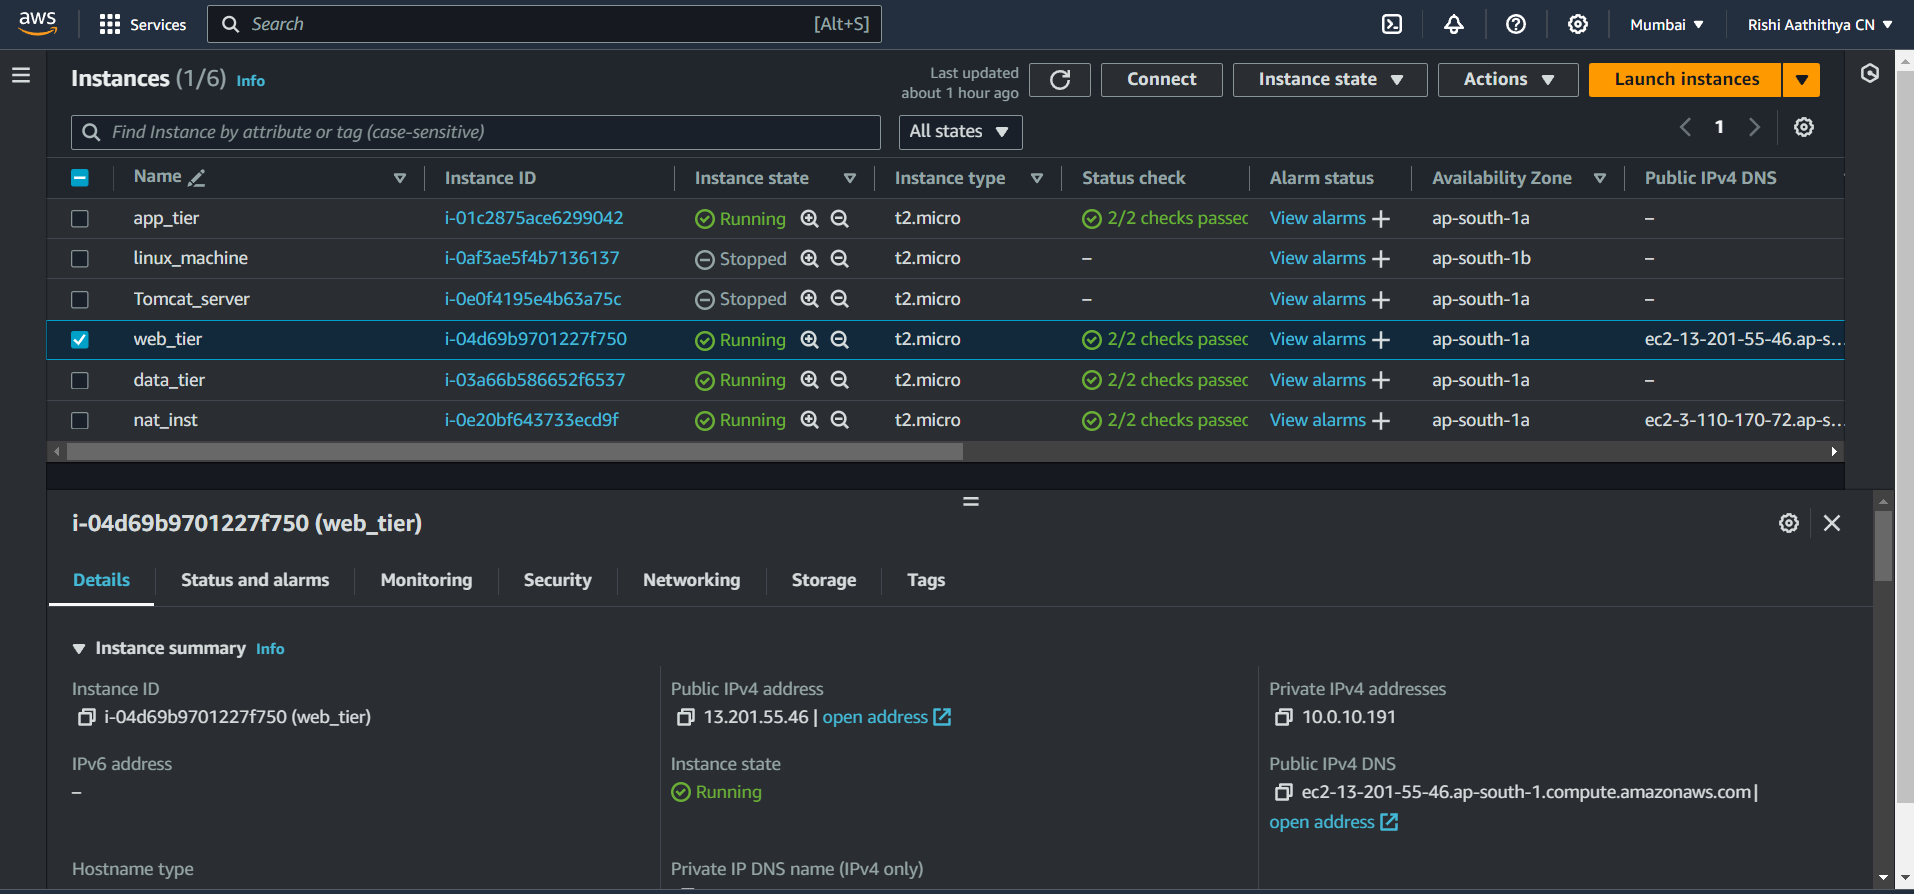 aws Services Search [Alt+S] Mumbai Rishi Aathithya CN
Instances (1/6) Info
Last updated
about 1 hour ago
Connect Instance state Actions Launch instances
Find Instance by attribute or tag (case-sensitive) All states 1
Name Instance ID Instance state Instance type Status check Alarm status Availability Zone Public IPv4 DNS
app_tier i-01c2875ace6299042 Running t2.micro 2/2 checks passec View alarms + ap-south-1a –
linux_machine i-0af3ae5f4b7136137 Stopped t2.micro – View alarms + ap-south-1b –
Tomcat_server i-0e0f4195e4b63a75c Stopped t2.micro – View alarms + ap-south-1a –
web_tier i-04d69b9701227f750 Running t2.micro 2/2 checks passec View alarms + ap-south-1a ec2-13-201-55-46.ap-s...
data_tier i-03a66b586652f6537 Running t2.micro 2/2 checks passec View alarms + ap-south-1a –
nat_inst i-0e20bf643733ecd9f Running t2.micro 2/2 checks passec View alarms + ap-south-1a ec2-3-110-170-72.ap-s...
i-04d69b9701227f750 (web_tier)
Details Status and alarms Monitoring Security Networking Storage Tags
Instance summary Info
Instance ID
i-04d69b9701227f750 (web_tier)
Public IPv4 address
13.201.55.46 | open address
Private IPv4 addresses
10.0.10.191
IPv6 address
–
Instance state
Running
Public IPv4 DNS
ec2-13-201-55-46.ap-south-1.compute.amazonaws.com |
open address
Hostname type
Private IP DNS name (IPv4 only)